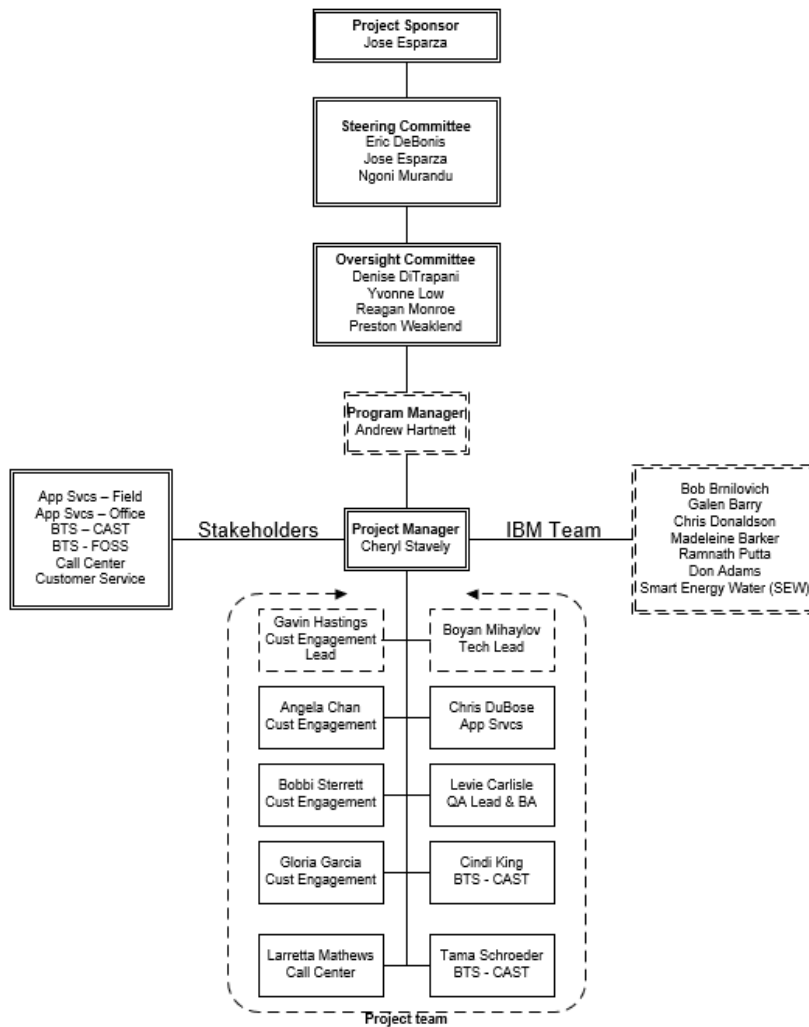 Project Sponsor
Jose Esparza
Steering Committee
Eric DeBonis
Jose Esparza
Ngoni Murandu
Oversight Committee
Denise DiTrapani
Yvonne Low
Reagan Monroe
Preston Weaklend
Program Manager
Andrew Hartnett
App Svcs – Field
App Svcs – Office
BTS – CAST
BTS - FOSS
Call Center
Customer Service
Stakeholders
Project Manager
Cheryl Stavely
IBM Team
Bob Brnilovich
Galen Barry
Chris Donaldson
Madeleine Barker
Ramnath Putta
Don Adams
Smart Energy Water (SEW)
Gavin Hastings
Cust Engagement
Lead
Boyan Mihaylov
Tech Lead
Angela Chan
Cust Engagement
Chris DuBose
App Srvcs
Bobbi Sterrett
Cust Engagement
Levie Carlisle
QA Lead & BA
Gloria Garcia
Cust Engagement
Cindi King
BTS - CAST
Larretta Mathews
Call Center
Tama Schroeder
BTS - CAST
Project team